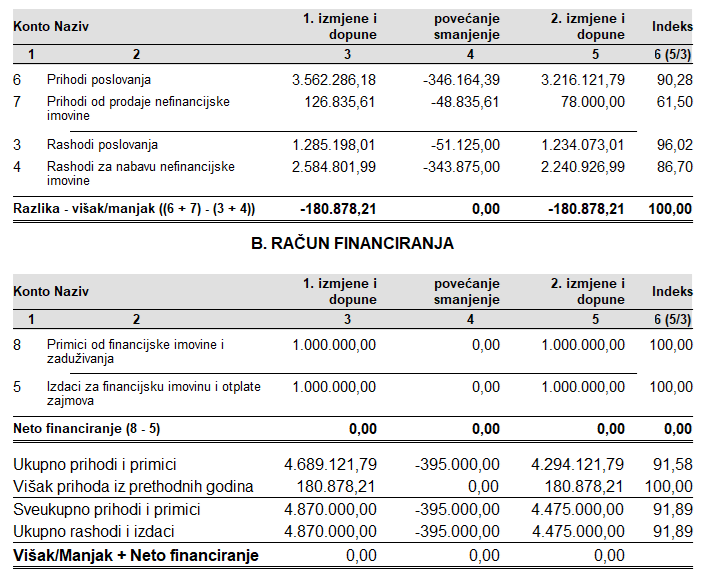 Konto Naziv 1. izmjene i dopune povećanje smanjenje 2. izmjene i dopune Indeks
1 2 3 4 5 6 (5/3)
6 Prihodi poslovanja 3.562.286,18 -346.164,39 3.216.121,79 90,28
7 Prihodi od prodaje nefinancijske imovine 126.835,61 -48.835,61 78.000,00 61,50
3 Rashodi poslovanja 1.285.198,01 -51.125,00 1.234.073,01 96,02
4 Rashodi za nabavu nefinancijske imovine 2.584.801,99 -343.875,00 2.240.926,99 86,70
Razlika - višak/manjak ((6 + 7) - (3 + 4)) -180.878,21 0,00 -180.878,21 100,00
B. RAČUN FINANCIRANJA
Konto Naziv 1. izmjene i dopune povećanje smanjenje 2. izmjene i dopune Indeks
1 2 3 4 5 6 (5/3)
8 Primici od financijske imovine i zaduživanja 1.000.000,00 0,00 1.000.000,00 100,00
5 Izdaci za financijsku imovinu i otplate zajmova 1.000.000,00 0,00 1.000.000,00 100,00
Neto financiranje (8 - 5) 0,00 0,00 0,00 0,00
Ukupno prihodi i primici 4.689.121,79 -395.000,00 4.294.121,79 91,58
Višak prihoda iz prethodnih godina 180.878,21 0,00 180.878,21 100,00
Sveukupno prihodi i primici 4.870.000,00 -395.000,00 4.475.000,00 91,89
Ukupno rashodi i izdaci 4.870.000,00 -395.000,00 4.475.000,00 91,89
Višak/Manjak + Neto financiranje 0,00 0,00 0,00